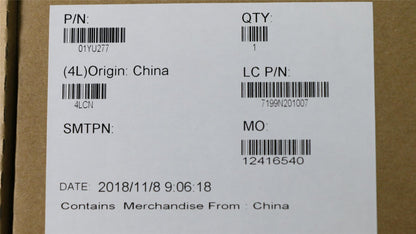 P/N: QTY:
01YU277 1
(4L)Origin: China LC P/N:
4LCN 7199N201007
SMTPN: MO:
12416540
DATE: 2018/11/8 9:06:18
Contains Merchandise From : China